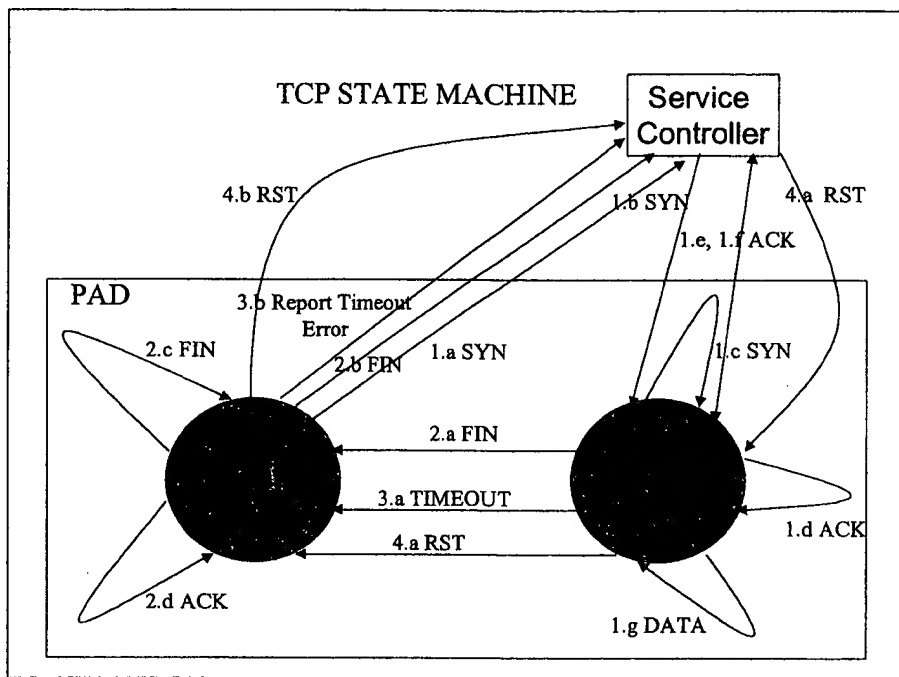 TCP STATE MACHINE
Service
Controller
4.b RST
1.b SYN
4.a RST
1.e, 1.f ACK
PAD
3.b Report Timeout
Error
2.c FIN
2.b FIN
1.a SYN
1.c SYN
2.a FIN
3.a TIMEOUT
1.d ACK
4.a RST
2.d ACK
1.g DATA